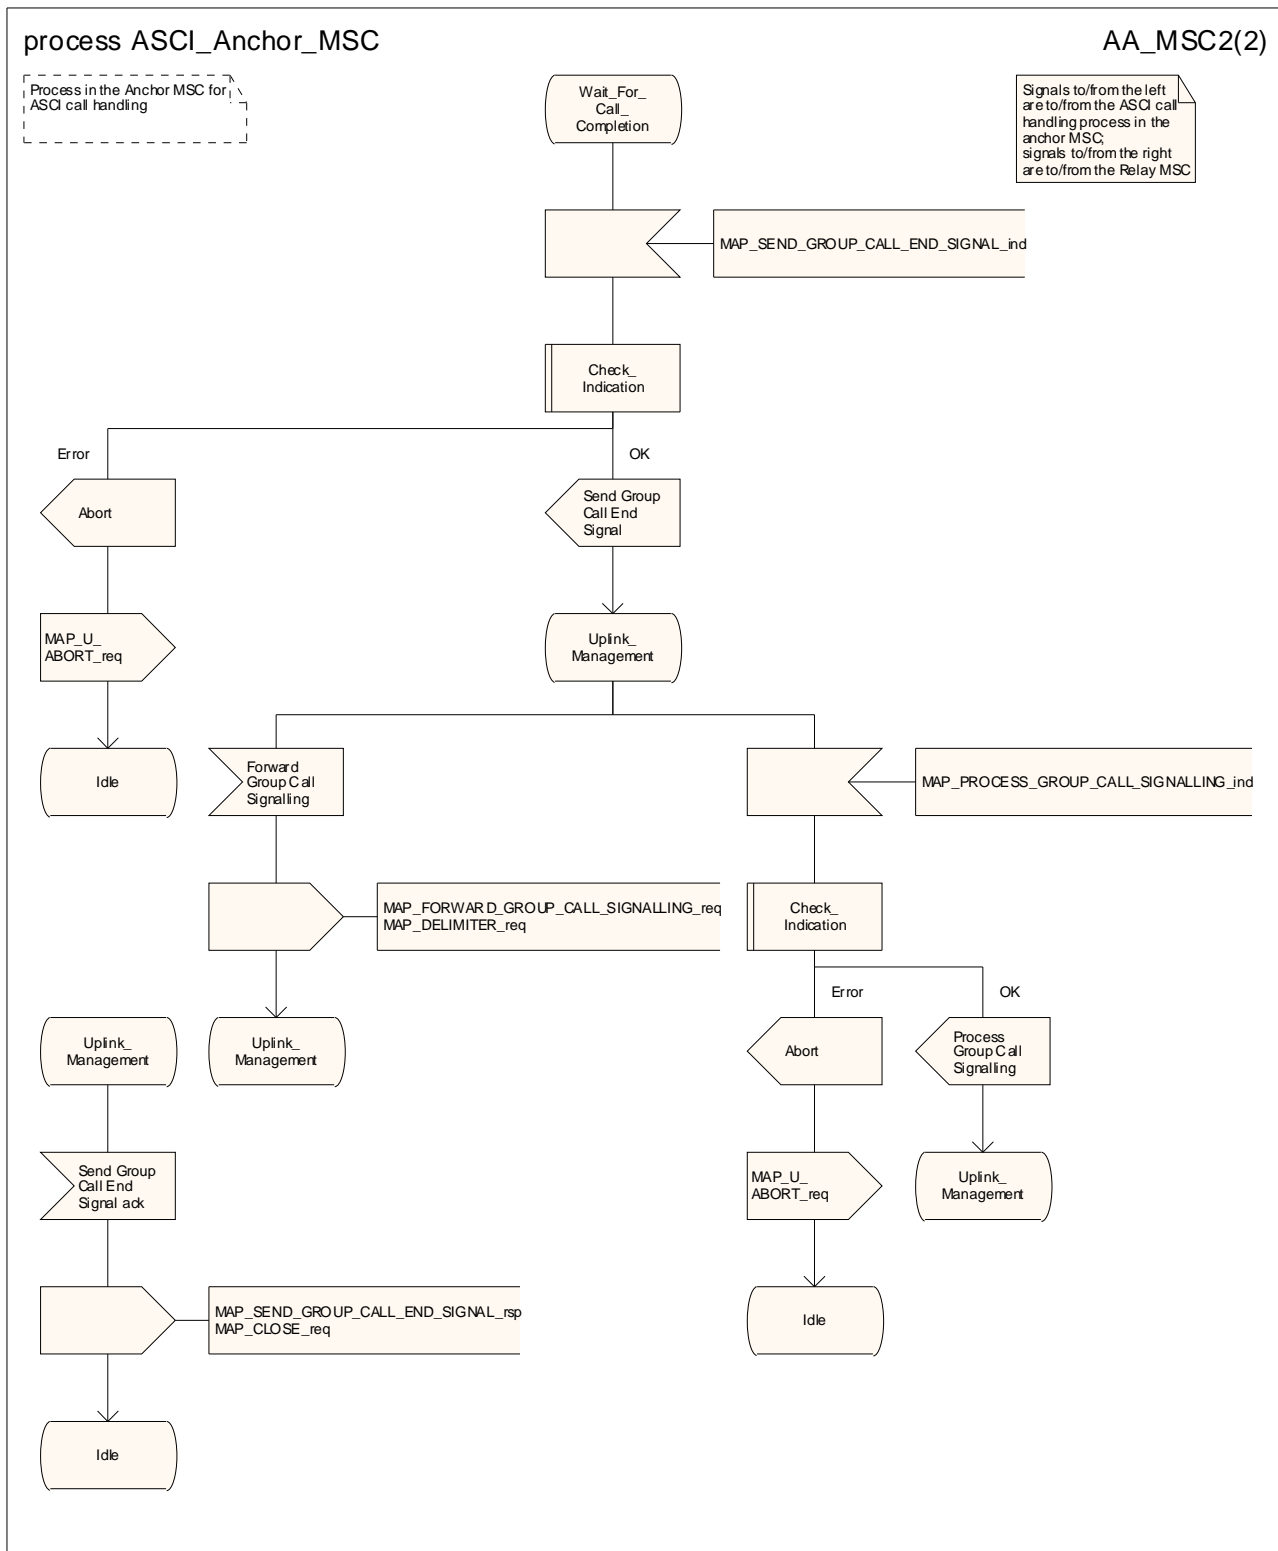 process ASCI_Anchor_MSC
AA_MSC2(2)
Process in the Anchor MSC for
ASCI call handling
Wait_For_
Call_
Completion
Signals to/from the left
are to/from the ASCI call
handling process in the
anchor MSC;
signals to/from the right
are to/from the Relay MSC
MAP_SEND_GROUP_CALL_END_SIGNAL_ind
Check_
Indication
Error
OK
Abort
Send Group
Call End
Signal
MAP_U_
ABORT_req
Uplink_
Management
Idle
Forward
Group Call
Signalling
MAP_PROCESS_GROUP_CALL_SIGNALLING_ind
MAP_FORWARD_GROUP_CALL_SIGNALLING_req
MAP_DELIMITER_req
Check_
Indication
Error
OK
Uplink_
Management
Uplink_
Management
Abort
Process
Group Call
Signalling
Send Group
Call End
Signal ack
MAP_U_
ABORT_req
Uplink_
Management
MAP_SEND_GROUP_CALL_END_SIGNAL_rsp
MAP_CLOSE_req
Idle
Idle